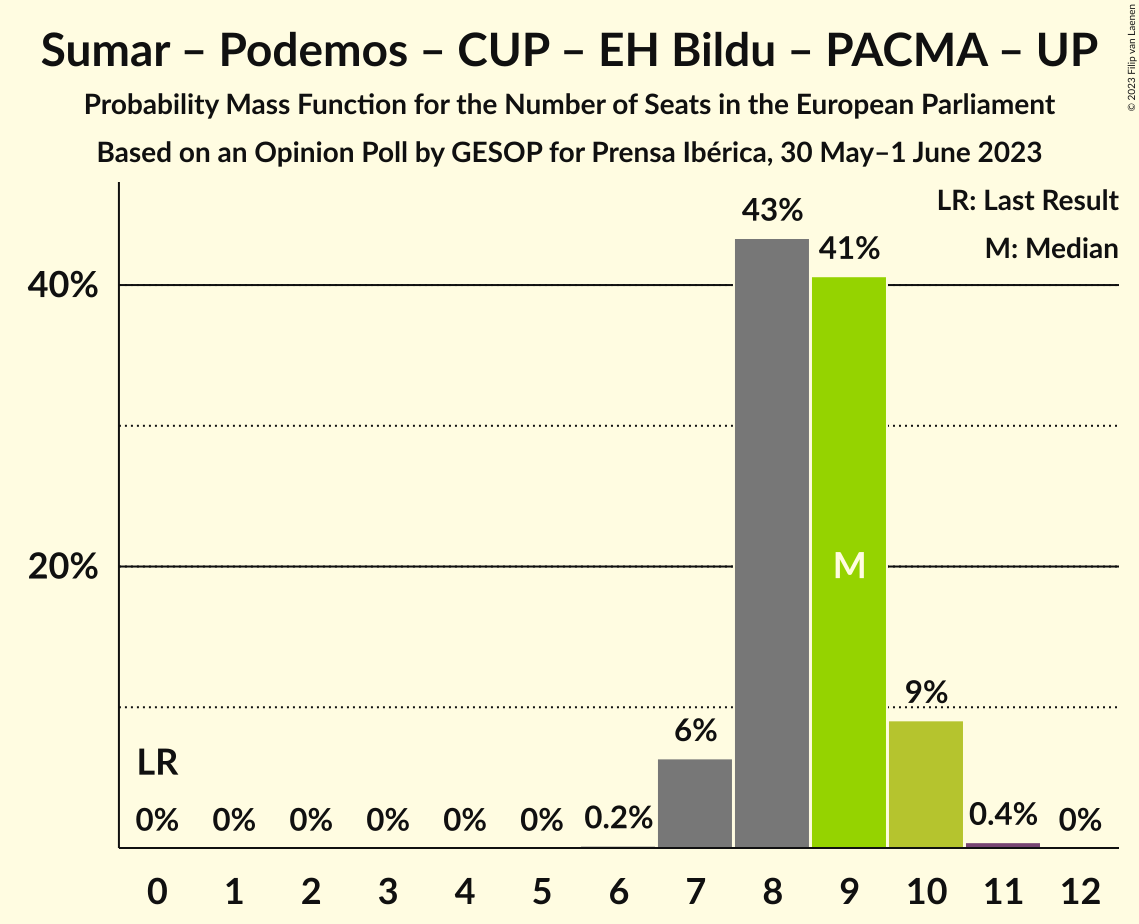 Sumar – Podemos – CUP – EH Bildu – PACMA – UP
Probability Mass Function for the Number of Seats in the European Parliament
Based on an Opinion Poll by GESOP for Prensa Ibérica, 30 May–1 June 2023
© 2023 Filip van Laenen
LR: Last Result
M: Median
43%
41%
40%
20%
M
9%
6%
LR
0% 0% 0% 0% 0% 0% 0.2% 0.4% 0%
0 1 2 3 4 5 6 7 8 9 10 11 12